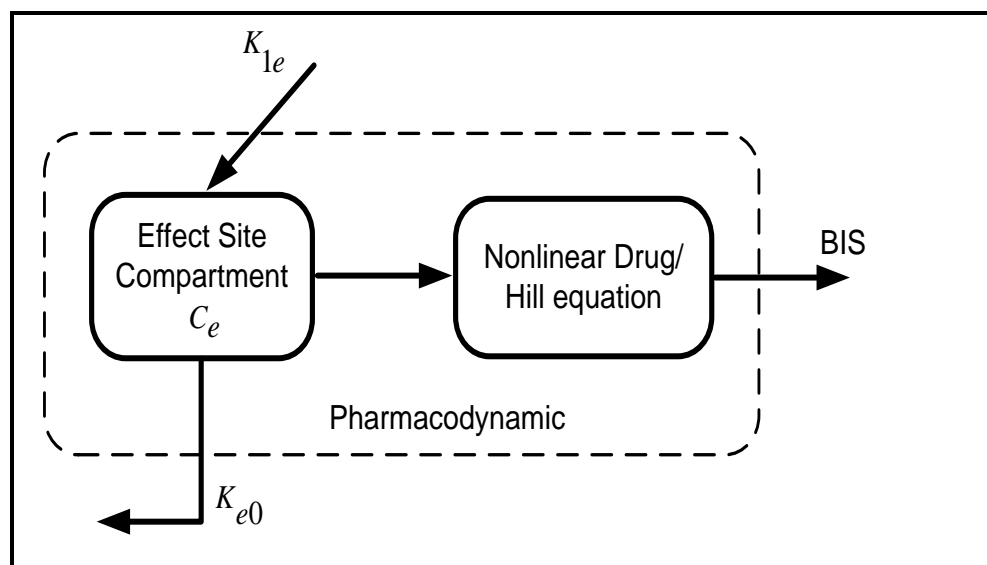 K1e
Effect Site
Compartment
Ce
Nonlinear Drug/
Hill equation
BIS
Pharmacodynamic
Ke0